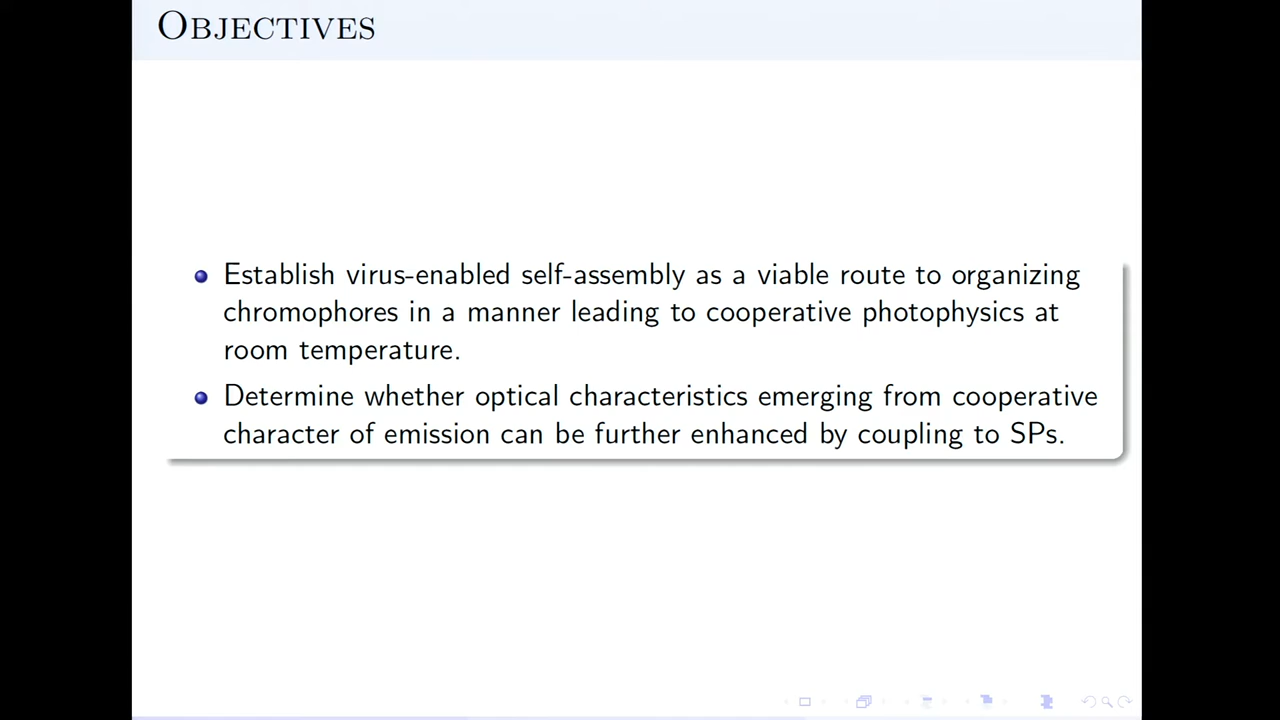 Objectives
Establish virus-enabled self-assembly as a viable route to organizing
chromophores in a manner leading to cooperative photophysics at
room temperature.
Determine whether optical characteristics emerging from cooperative
character of emission can be further enhanced by coupling to SPs.